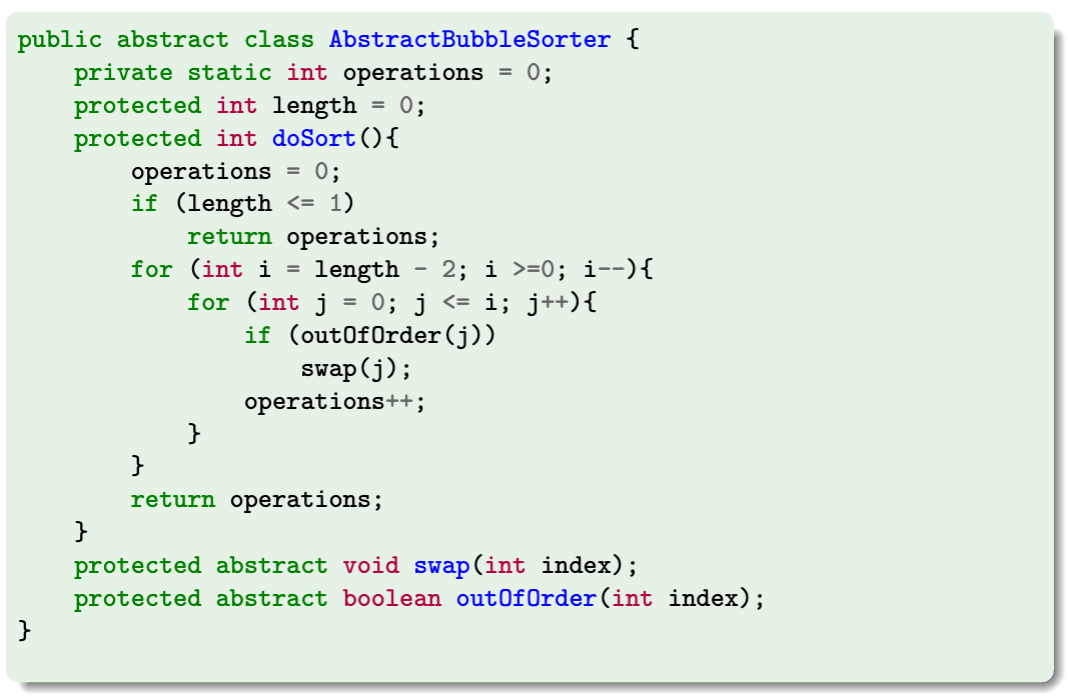 public abstract class AbstractBubbleSorter {
    private static int operations = 0;
    protected int length = 0;
    protected int doSort(){
        operations = 0;
        if (length <= 1)
            return operations;
        for (int i = length - 2; i >=0; i--){
            for (int j = 0; j <= i; j++){
                if (outOfOrder(j))
                    swap(j);
                operations++;
            }
        }
        return operations;
    }
    protected abstract void swap(int index);
    protected abstract boolean outOfOrder(int index);
}